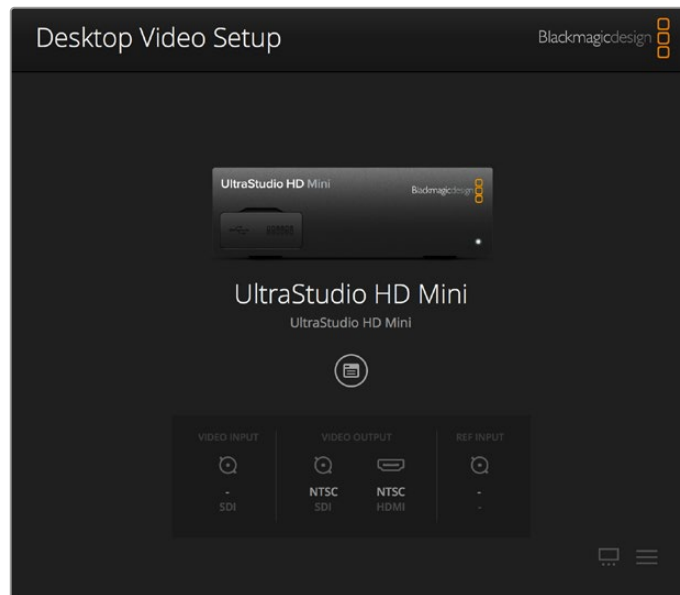 Desktop Video Setup
Blackmagicdesign
UltraStudio HD Mini
Blackmagicdesign
UltraStudio HD Mini
UltraStudio HD Mini
VIDEO INPUT VIDEO OUTPUT REF INPUT
- NTSC NTSC -
SDI SDI HDMI -